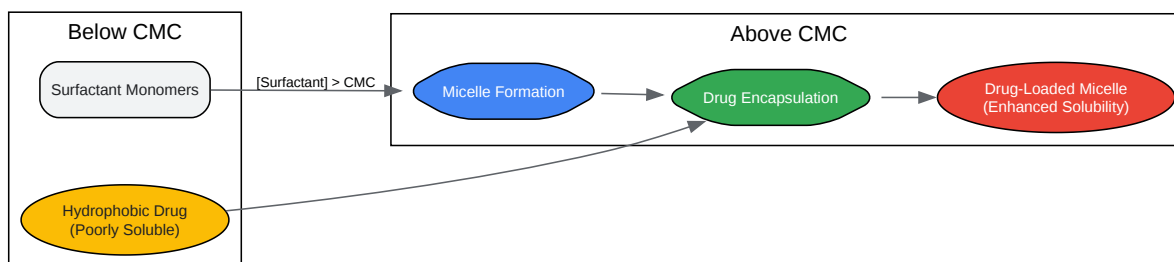 Below CMC
Surfactant Monomers
[Surfactant] > CMC
Above CMC
Micelle Formation
Drug Encapsulation
Drug-Loaded Micelle
(Enhanced Solubility)
Hydrophobic Drug
(Poorly Soluble)